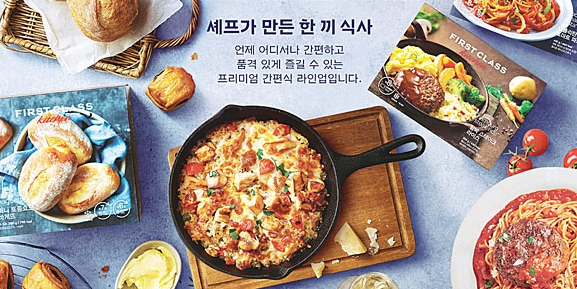 셰프가 만든 한 끼 식사
언제 어디서나 간편하고
품격 있게 즐길 수 있는
프리미엄 간편식 라인업입니다.
FIRST CLASS
FIRST CLASS
Kitchen